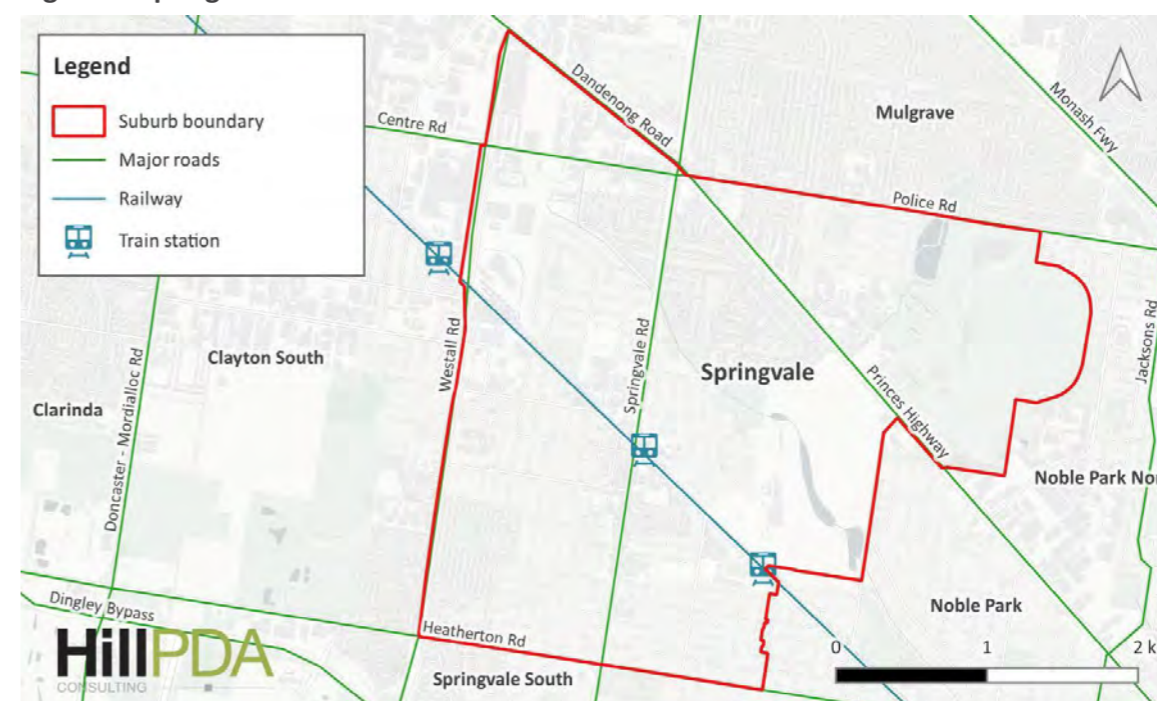 Legend
Suburb boundary
Major roads
Railway
Train station
Centre Rd
Dandenong Road
Mulgrave
Monash Fwy
Police Rd
Clayton South
Westall Rd
Springvale Rd
Springvale
Princes Highway
Jacksons Rd
Clarinda
Doncaster - Mordialloc Rd
Noble Park Nor
Noble Park
Dingley Bypass
Heatherton Rd
Springvale South
0 1 2 k
HillPDA
CONSULTING